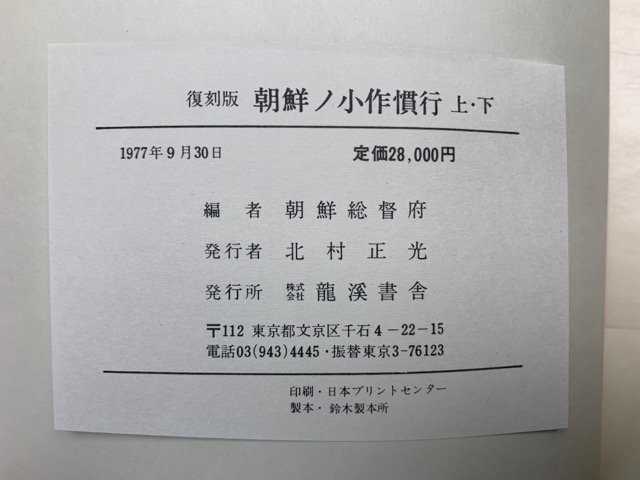 復刻版 朝鮮ノ小作慣行 上・下
1977年9月30日 定価28,000円
編者 朝鮮総督府
発行者 北村正光
発行所 株式会社 龍溪書舎
〒112 東京都文京区千石4-22-15
電話03(943)4445・振替東京3-76123
印刷・日本プリントセンター
製本・鈴木製本所